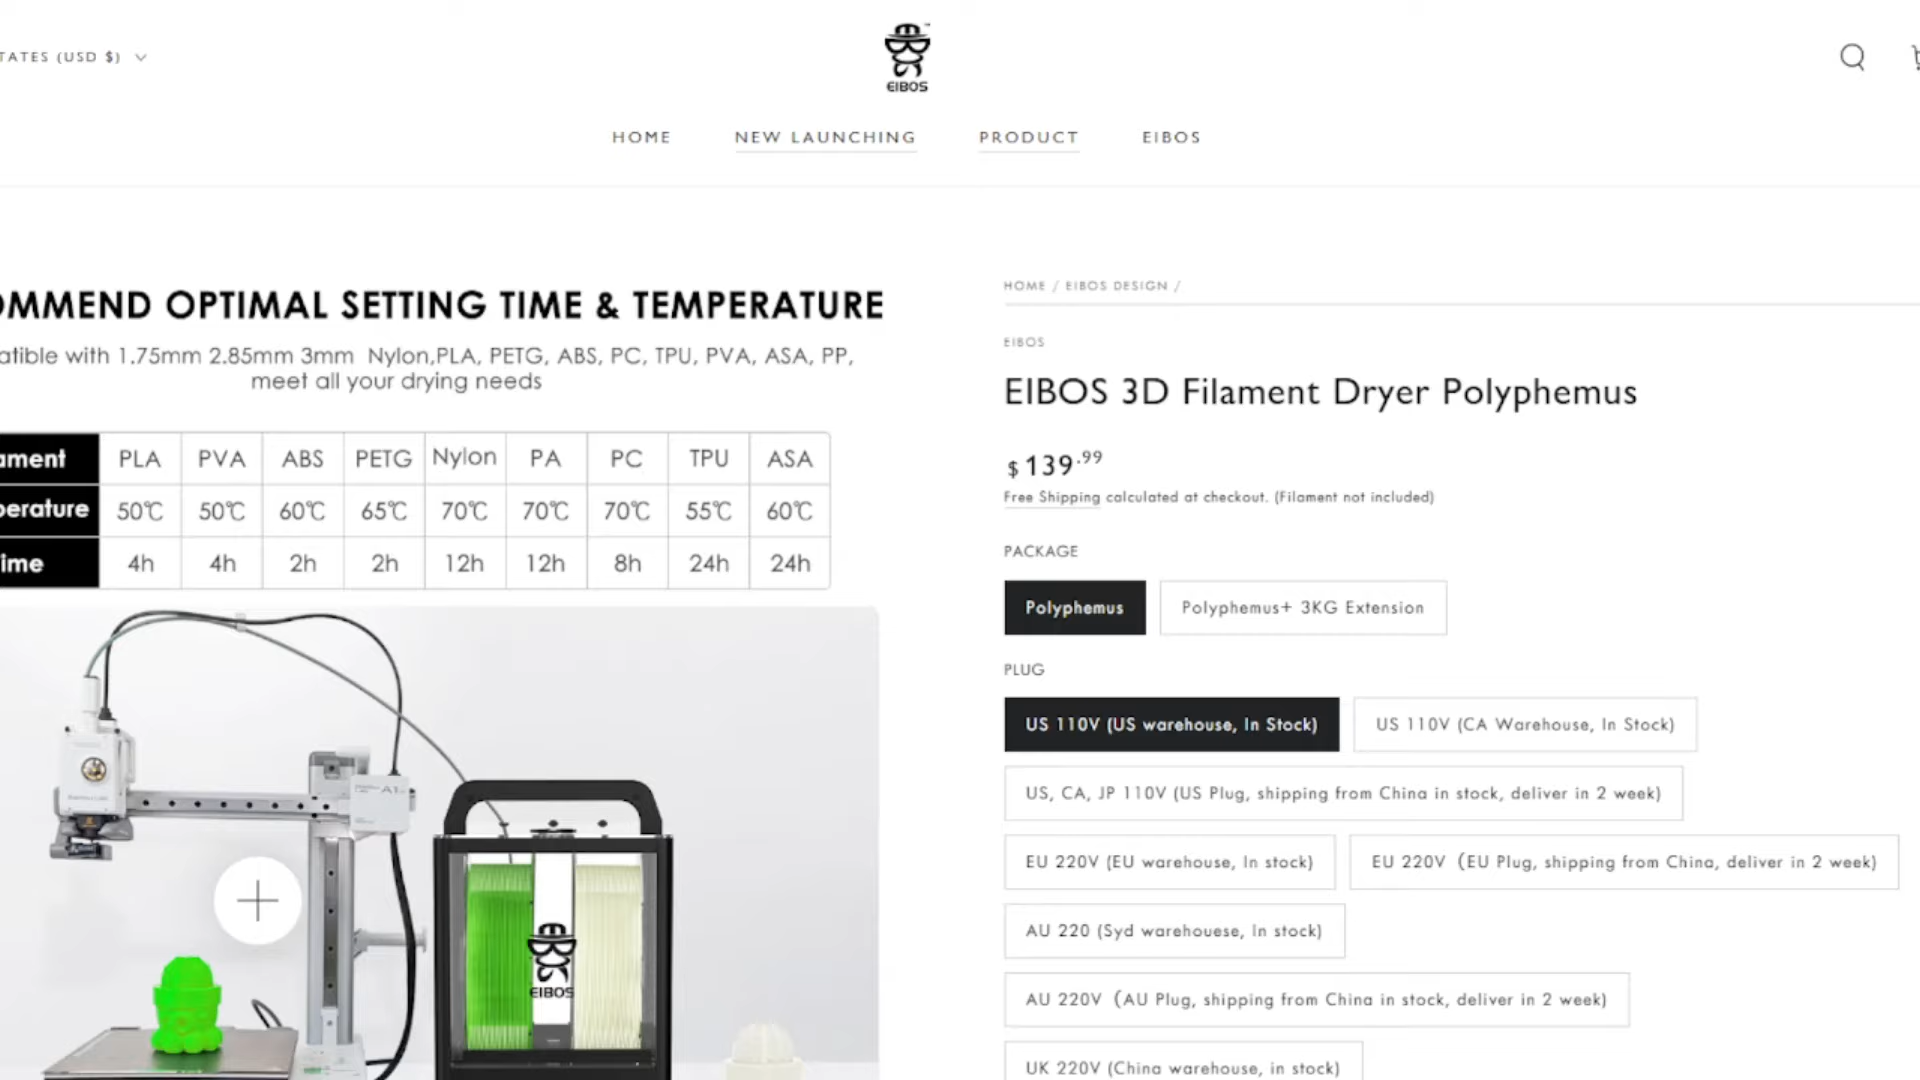 TATES (USD $)
EIBOS
HOME
NEW LAUNCHING
PRODUCT
EIBOS
OMMEND OPTIMAL SETTING TIME & TEMPERATURE
atible with 1.75mm 2.85mm 3mm Nylon,PLA, PETG, ABS, PC, TPU, PVA, ASA, PP,
meet all your drying needs
ament PLA PVA ABS PETG Nylon PA PC TPU ASA
perature 50℃ 50℃ 60℃ 65℃ 70℃ 70℃ 70℃ 55℃ 60℃
ime 4h 4h 2h 2h 12h 12h 8h 24h 24h
A1
EIBOS
HOME / EIBOS DESIGN /
EIBOS
EIBOS 3D Filament Dryer Polyphemus
$139.99
Free Shipping calculated at checkout. (Filament not included)
PACKAGE
Polyphemus
Polyphemus+ 3KG Extension
PLUG
US 110V (US warehouse, In Stock)
US 110V (CA Warehouse, In Stock)
US, CA, JP 110V (US Plug, shipping from China in stock, deliver in 2 week)
EU 220V (EU warehouse, In stock)
EU 220V（EU Plug, shipping from China, deliver in 2 week)
AU 220 (Syd warehouese, In stock)
AU 220V（AU Plug, shipping from China in stock, deliver in 2 week)
UK 220V (China warehouse, in stock)